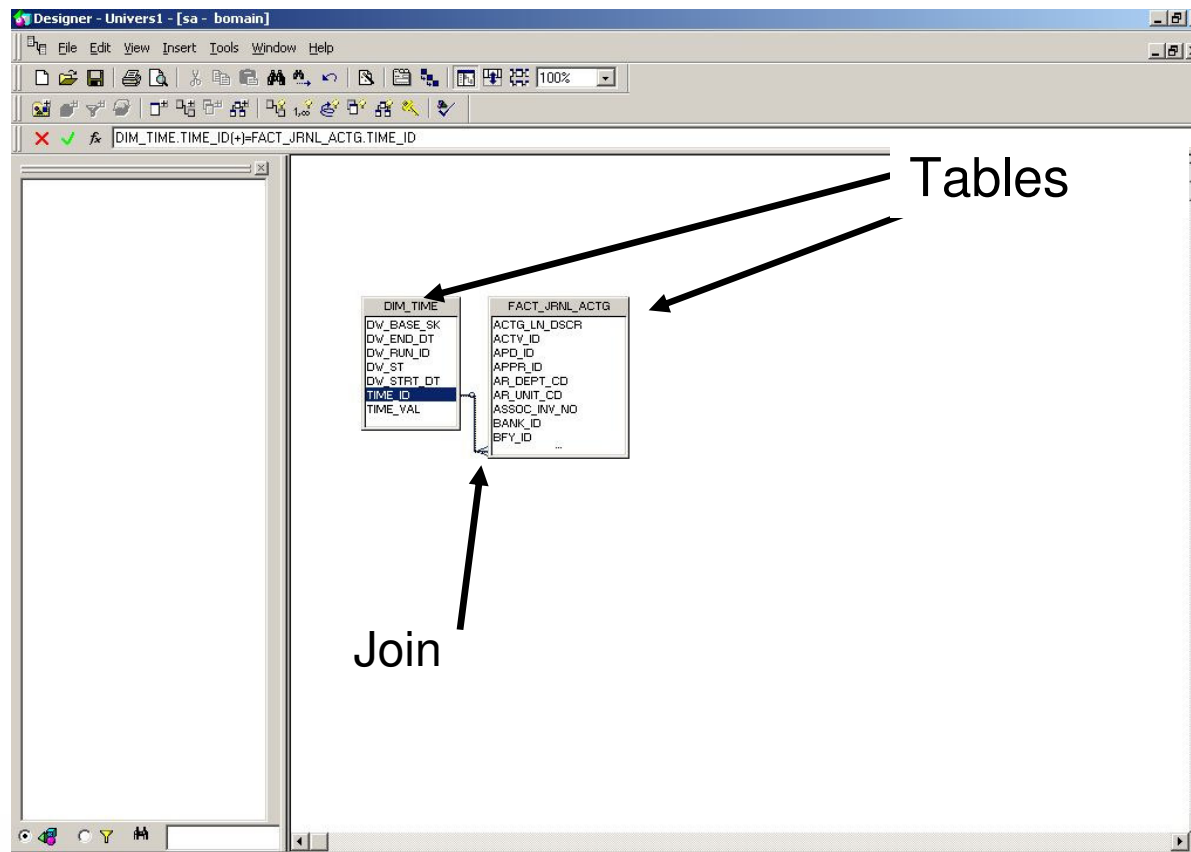 Designer - Univers1 - [sa - bomain]
File Edit View Insert Tools Window Help
100%
DIM_TIME.TIME_ID(+)=FACT_JRNL_ACTG.TIME_ID
Tables
DIM_TIME
DW_BASE_SK
DW_END_DT
DW_RUN_ID
DW_ST
DW_STRT_DT
TIME_ID
TIME_VAL
FACT_JRNL_ACTG
ACTG_LN_DSCR
ACTV_ID
APD_ID
APPR_ID
AR_DEPT_CD
AR_UNIT_CD
ASSOC_INV_NO
BANK_ID
BFY_ID
...
Join